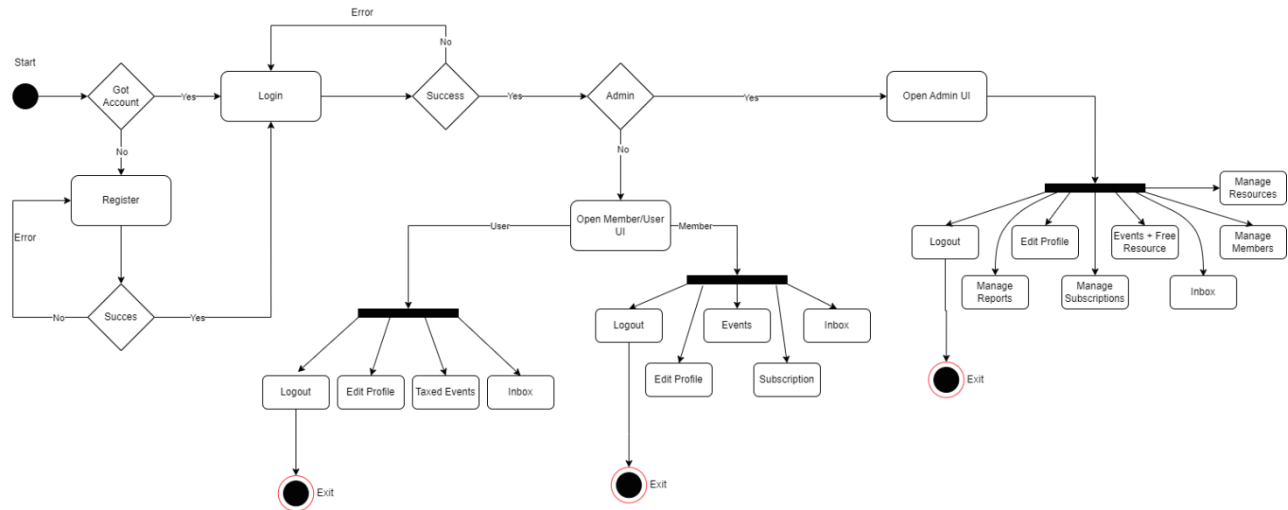 Error
No
Start
Got
Account
Yes
Login
Success
Yes
Admin
Yes
Open Admin UI
No
No
Register
Error
Manage
Resources
Open Member/User
UI
User
Member
Logout
Edit Profile
Events + Free
Resource
Manage
Members
Manage
Reports
Manage
Subscriptions
Inbox
No
Succes
Yes
Logout
Events
Inbox
Edit Profile
Subscription
Exit
Logout
Edit Profile
Taxed Events
Inbox
Exit
Exit